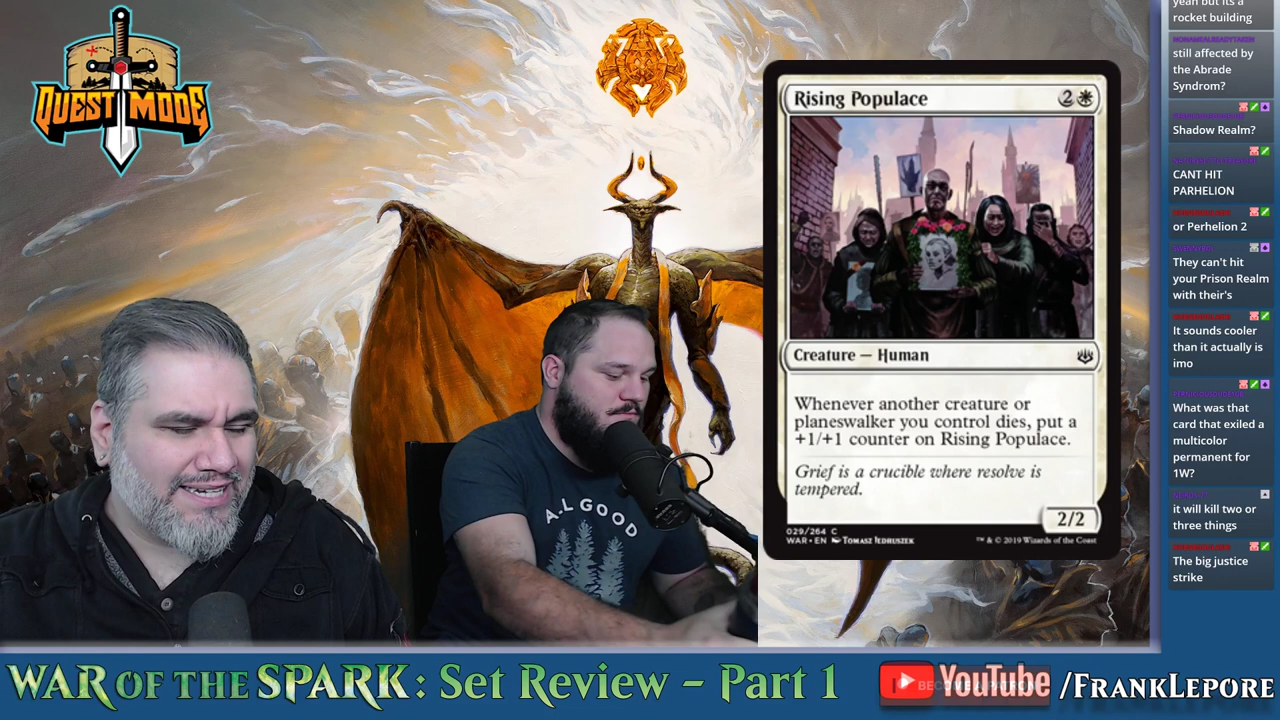 QUEST MODE
Rising Populace
2
Creature — Human
Whenever another creature or
planeswalker you control dies, put a
+1/+1 counter on Rising Populace.
Grief is a crucible where resolve is
tempered.
2/2
029/264 C
WAR • EN TOMASZ JEDRUSZEK
™ & © 2019 Wizards of the Coast
A-L GOOD
yeah but its a
rocket building
still affected by
the Abrade
Syndrom?
Shadow Realm?
CANT HIT
PARHELION
or Perhelion 2
They can't hit
your Prison Realm
with their's
It sounds cooler
than it actually is
imo
What was that
card that exiled a
multicolor
permanent for
1W?
it will kill two or
three things
The big justice
strike
WAR OF THE SPARK: Set Review - Part 1
YouTube /FRANKLEPORE